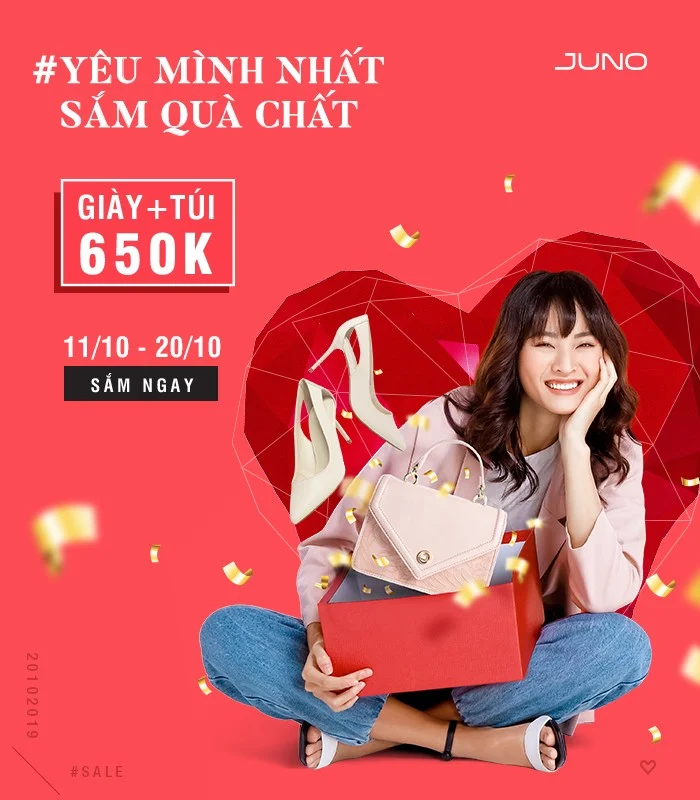 #YÊU MÌNH NHẤT
SẮM QUÀ CHẤT
JUNO
GIÀY+TÚI
650K
11/10 - 20/10
SẮM NGAY
20102019
#SALE